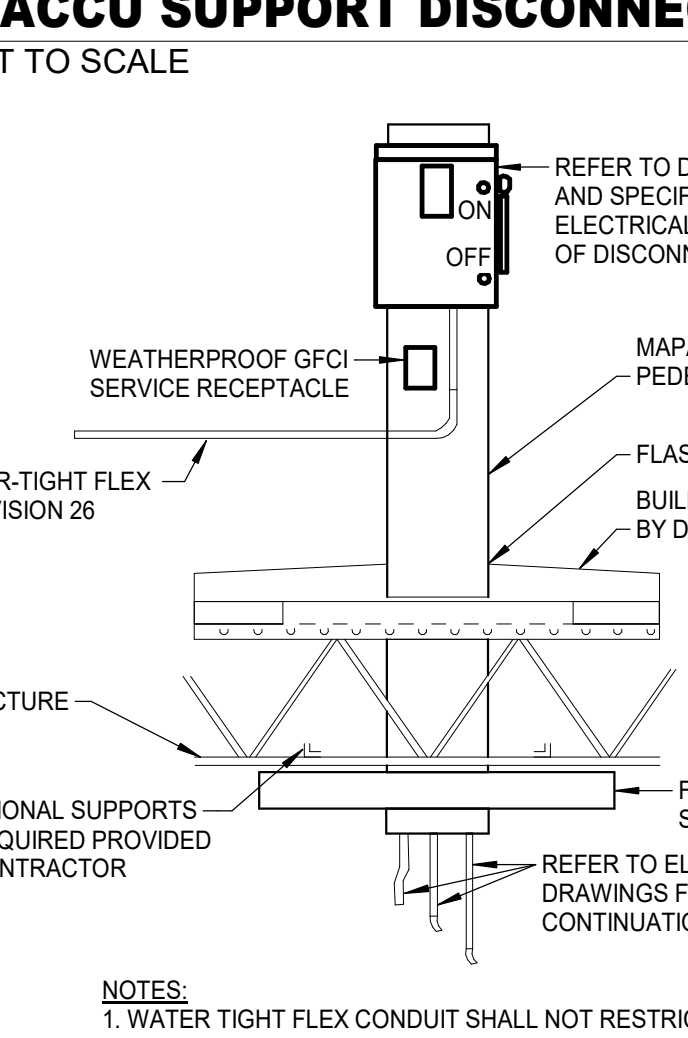 ACCU SUPPORT DISCONNEC
T TO SCALE
REFER TO D
AND SPECIF
ELECTRICAL
OF DISCONN
ON
OFF
WEATHERPROOF GFCI
SERVICE RECEPTACLE
MAPA
PEDE
R-TIGHT FLEX
VISION 26
FLAS
BUIL
BY D
CTURE
IONAL SUPPORTS
QUIRED PROVIDED
NTRACTOR
REFER TO EL
DRAWINGS F
CONTINUATIO
NOTES:
1. WATER TIGHT FLEX CONDUIT SHALL NOT RESTRIC